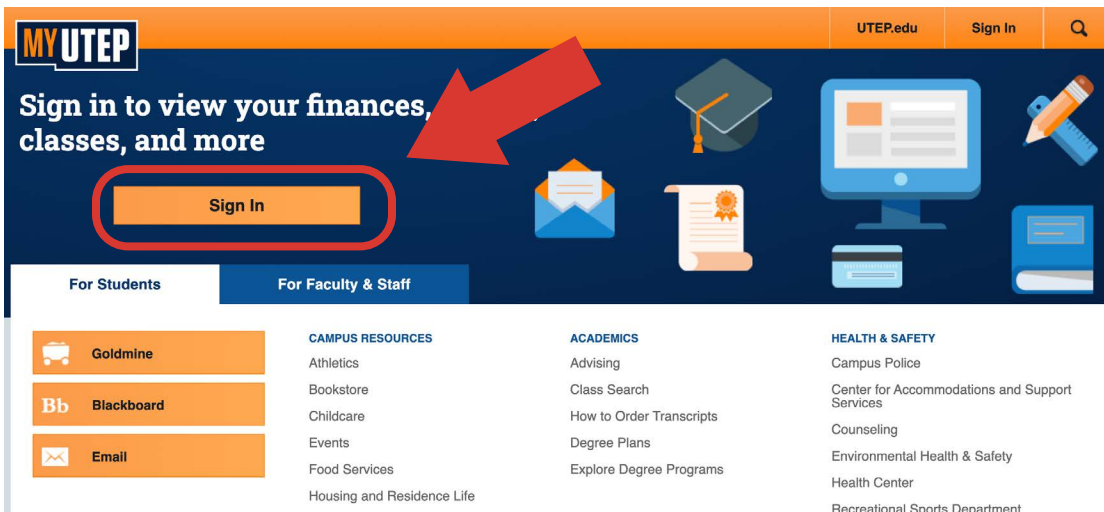 MY UTEP
UTEP.edu
Sign In
Sign in to view your finances,
classes, and more
Sign In
For Students
For Faculty & Staff
Goldmine
Bb Blackboard
Email
CAMPUS RESOURCES
Athletics
Bookstore
Childcare
Events
Food Services
Housing and Residence Life
ACADEMICS
Advising
Class Search
How to Order Transcripts
Degree Plans
Explore Degree Programs
HEALTH & SAFETY
Campus Police
Center for Accommodations and Support
Services
Counseling
Environmental Health & Safety
Health Center
Recreational Sports Department